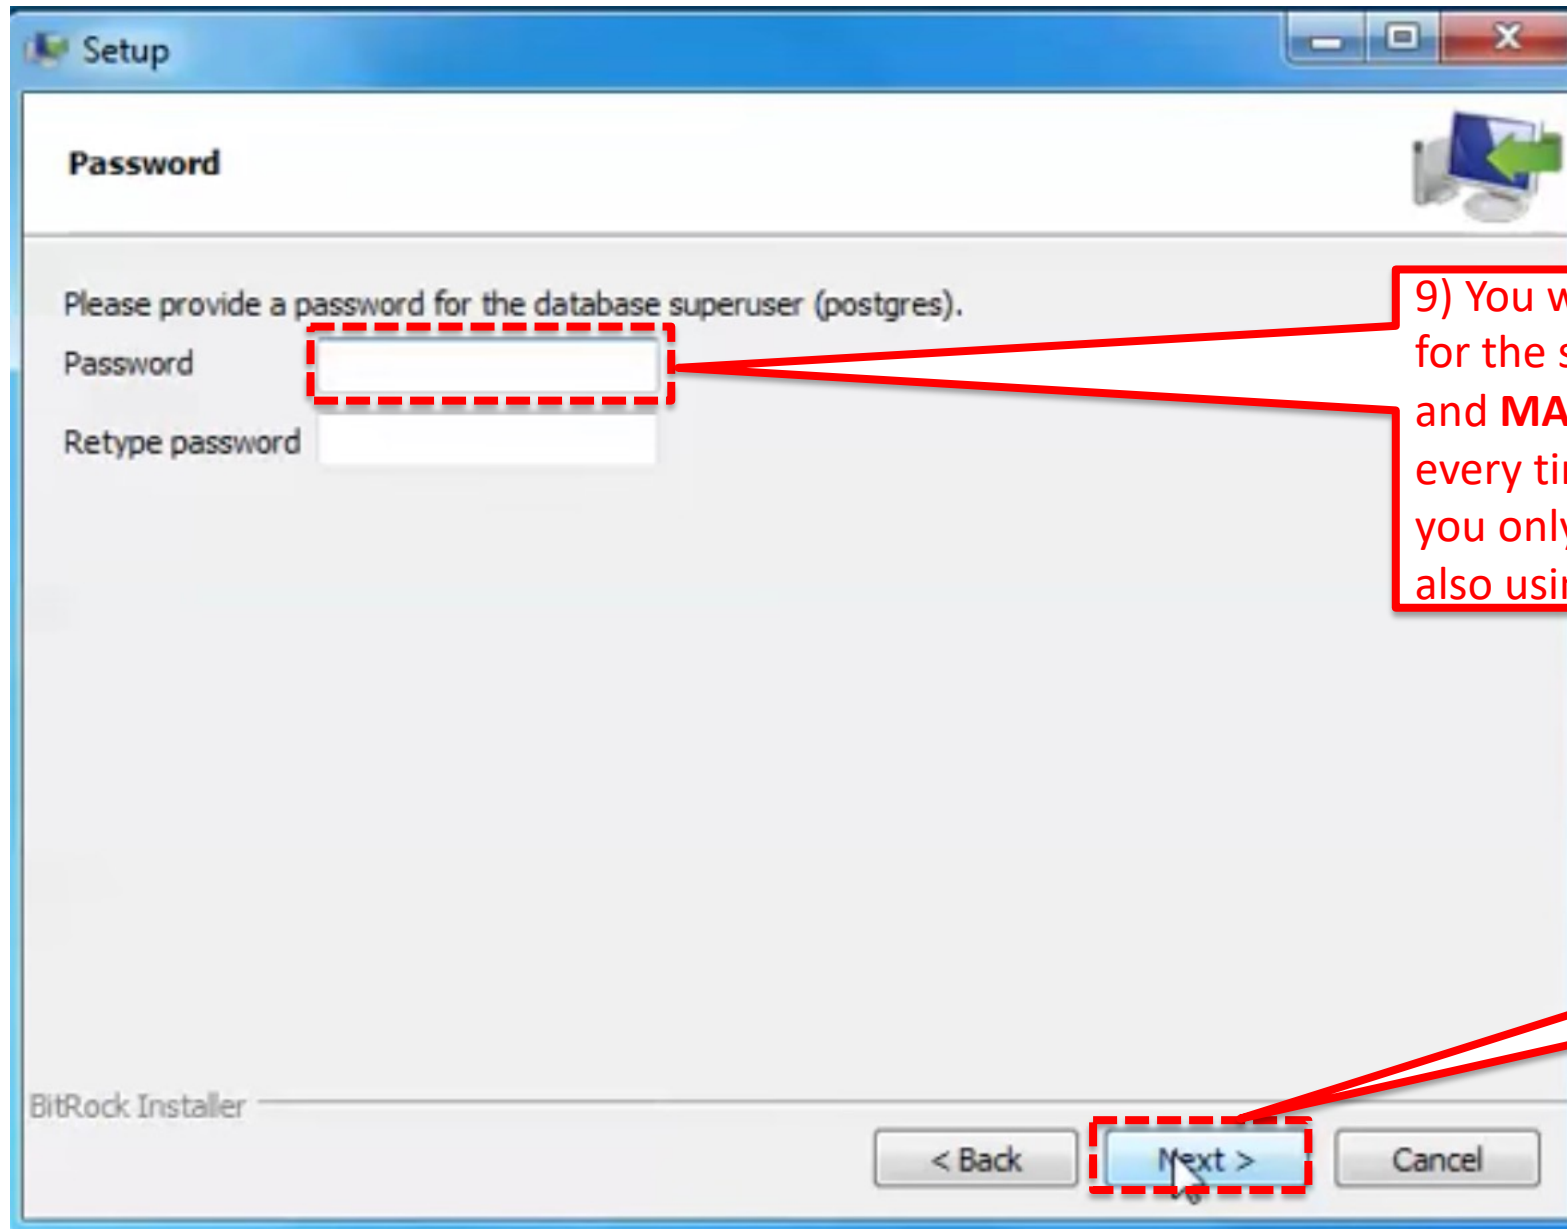 Setup
Password
Please provide a password for the database superuser (postgres).
Password
Retype password
9) You
for the
and
every
you only
also
BitRock Installer
< Back
Next >
Cancel